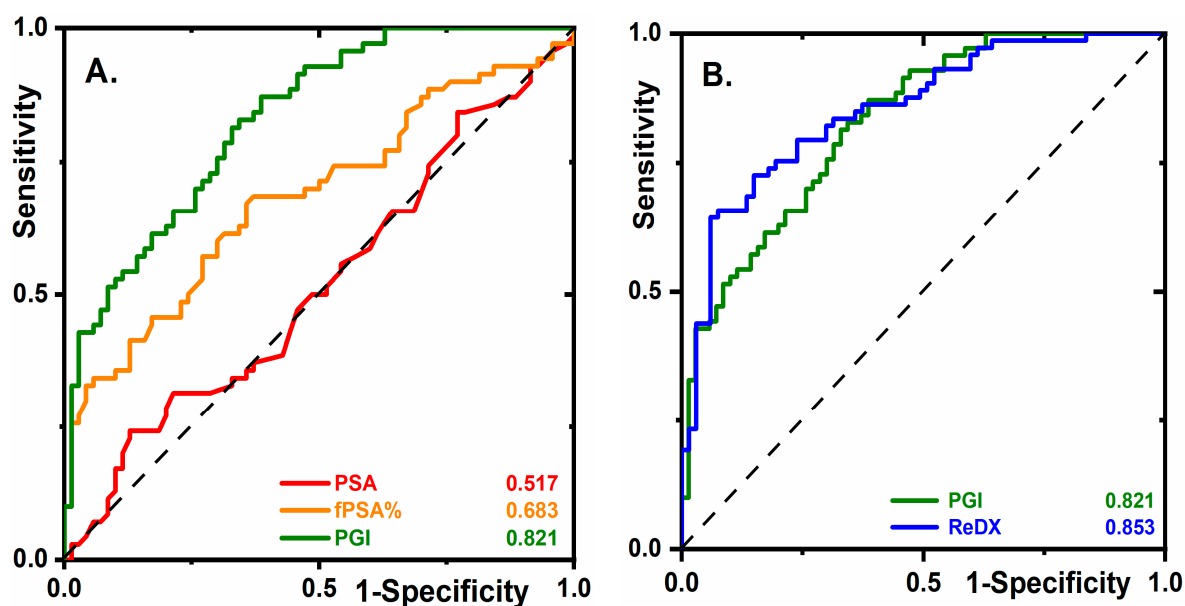 A.
Sensitivity
1.0
0.5
0.0
PSA 0.517
fPSA% 0.683
PGI 0.821
0.0 0.5 1.0
1-Specificity
B.
Sensitivity
1.0
0.5
0.0
PGI 0.821
ReDX 0.853
0.0 0.5 1.0
1-Specificity